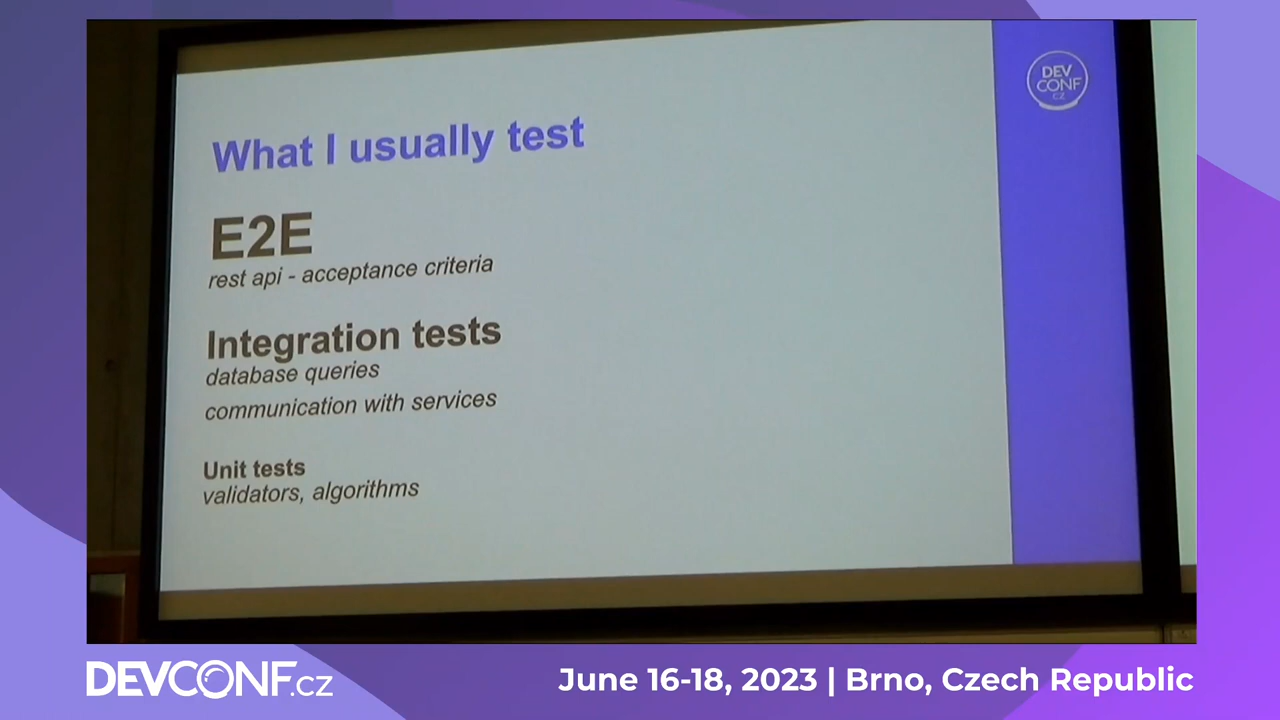 DEV
CONF
CZ
What I usually test
E2E
rest api - acceptance criteria
Integration tests
database queries
communication with services
Unit tests
validators, algorithms
DEVCONF.cz
June 16-18, 2023 | Brno, Czech Republic